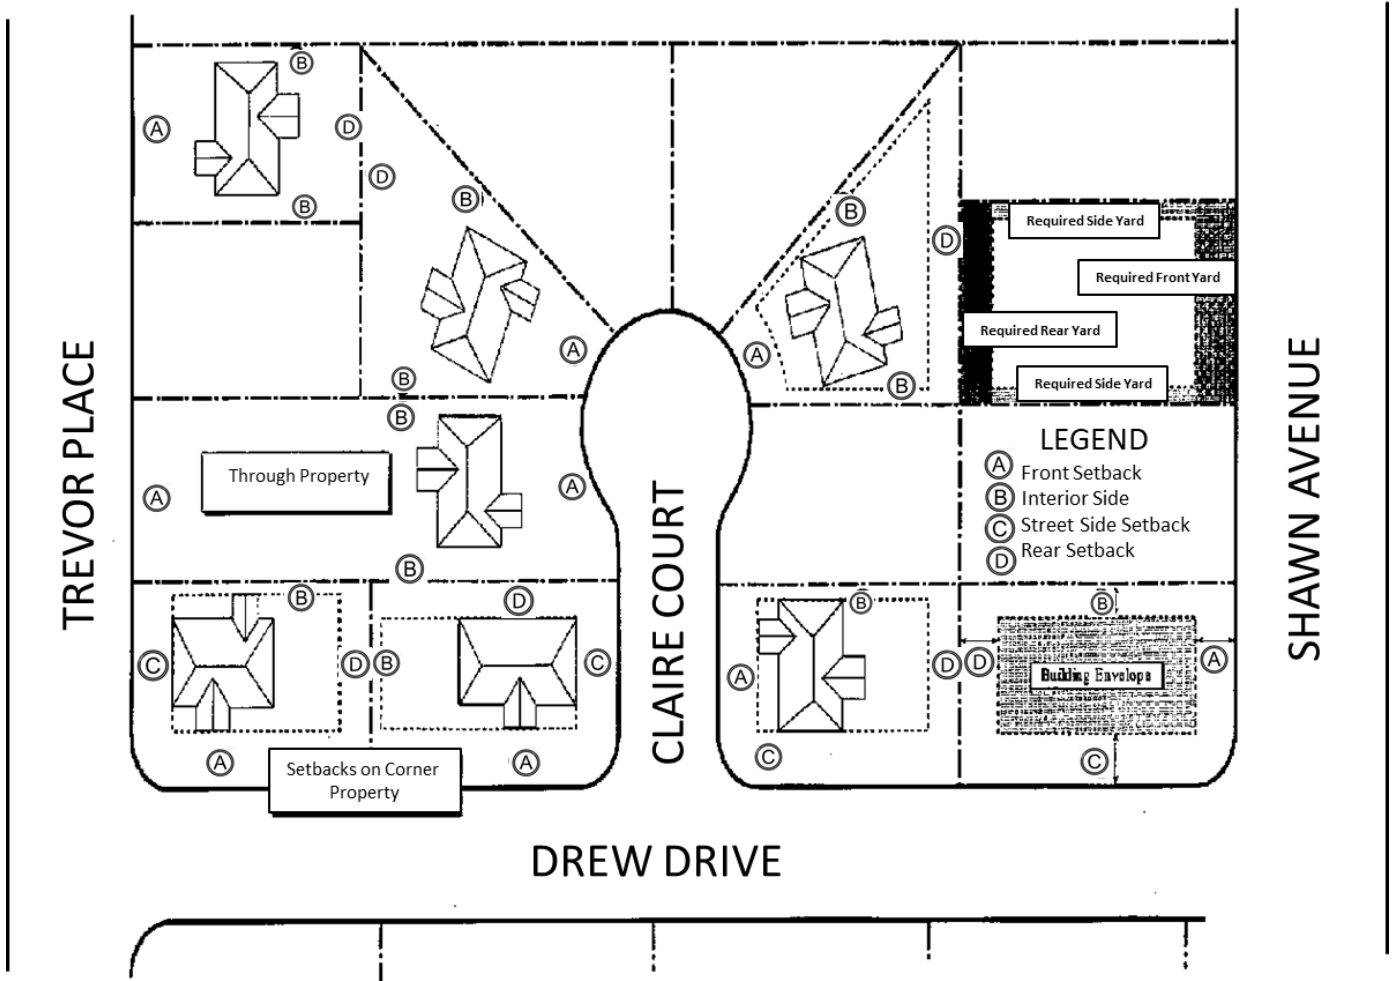 B
A
D
D
B
B
B
B
D
Required Side Yard
Required Front Yard
Required Rear Yard
Required Side Yard
A
A
B
B
B
TREVOR PLACE
SHAWN AVENUE
CLAIRE COURT
Through Property
A
A
B
LEGEND
A Front Setback
B Interior Side
C Street Side Setback
D Rear Setback
B
D
B
B
C
D
B
C
A
D
D
Building Envelope
A
A
A
C
C
Setbacks on Corner
Property
DREW DRIVE